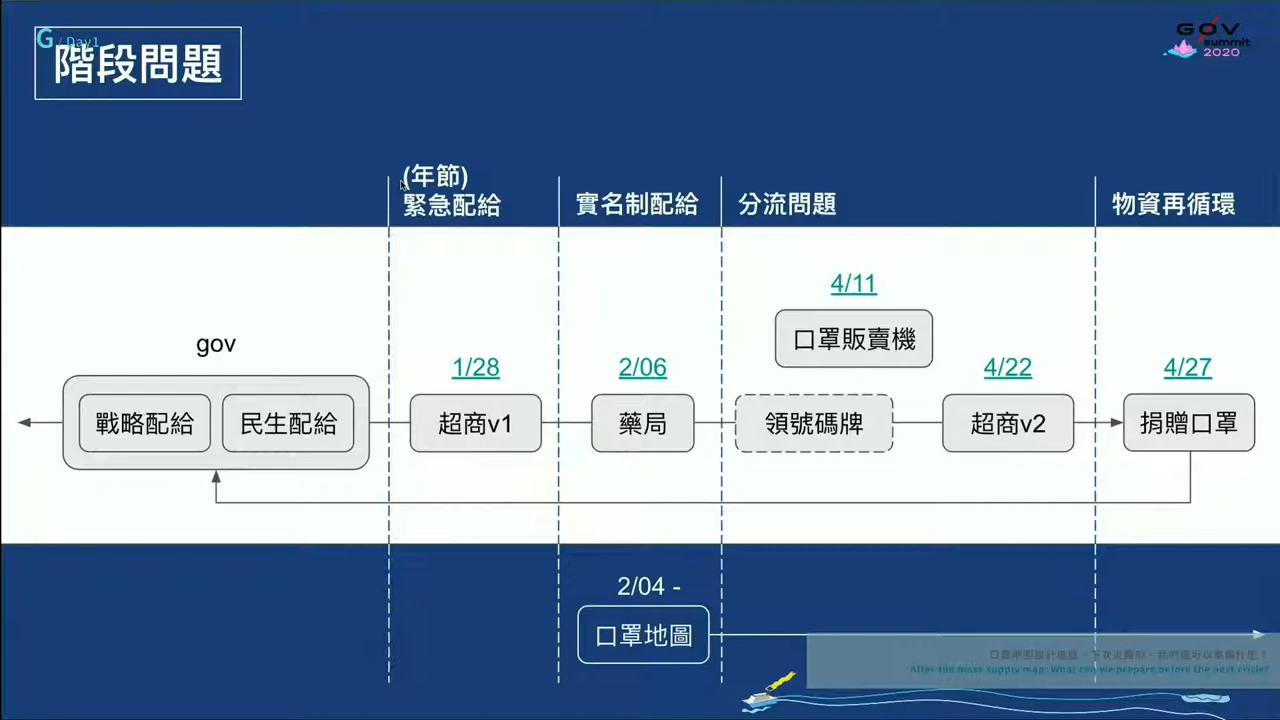 G / Day1
階段問題
GØV
summit
2020
(年節)
緊急配給
實名制配給
分流問題
物資再循環
4/11
口罩販賣機
gov
1/28
2/06
4/22
4/27
戰略配給
民生配給
超商v1
藥局
領號碼牌
超商v2
捐贈口罩
2/04 -
口罩地圖
After the mask supply map: What can we prepare before the next crisis?